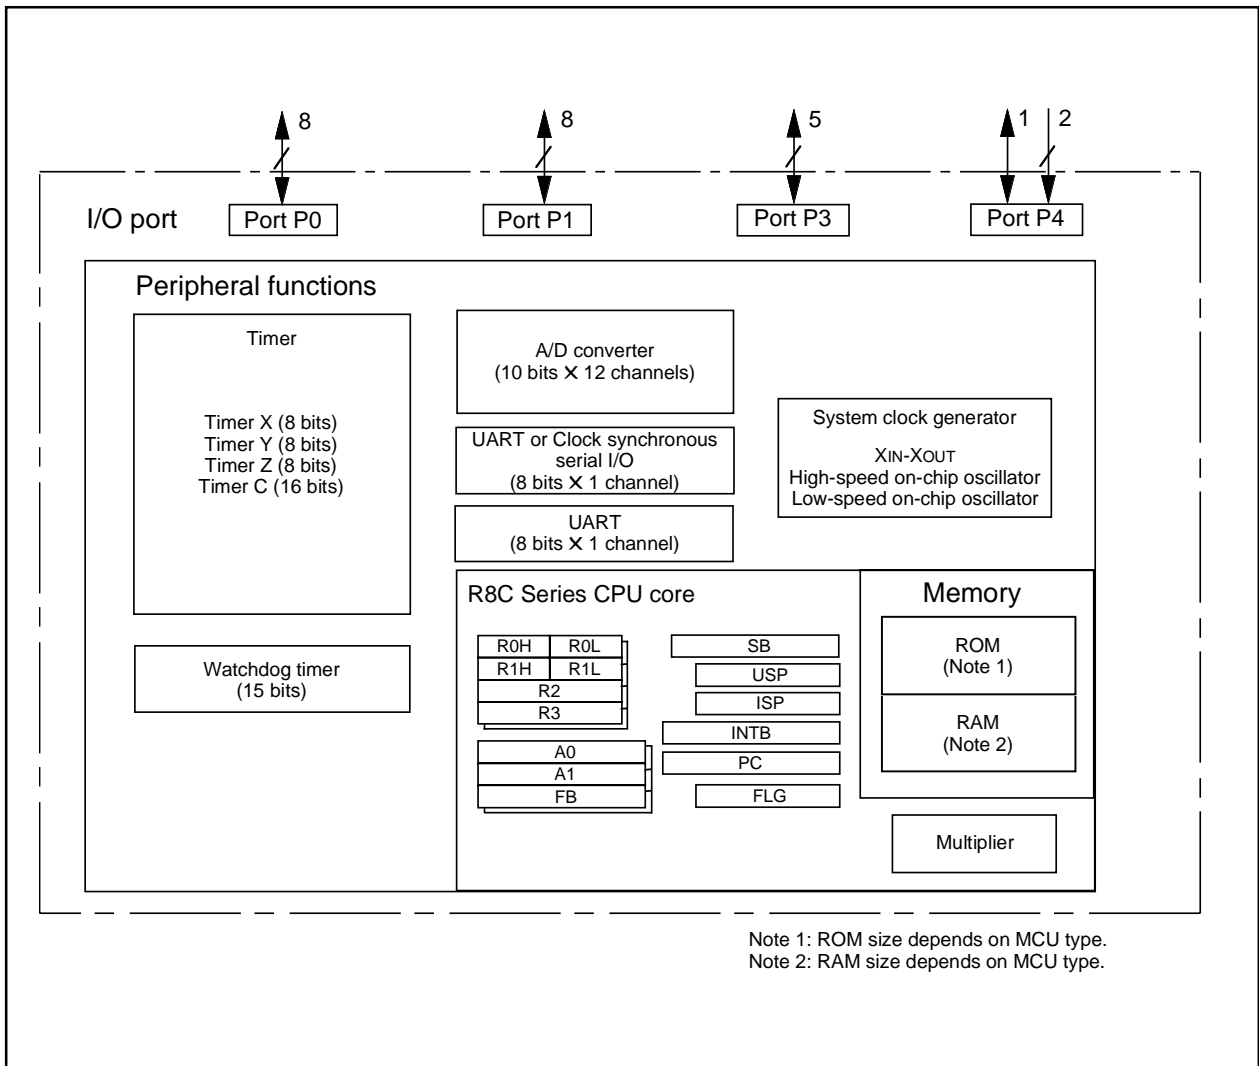 8
8
5
1
2
I/O port
Port P0
Port P1
Port P3
Port P4
Peripheral functions
Timer
Timer X (8 bits)
Timer Y (8 bits)
Timer Z (8 bits)
Timer C (16 bits)
Watchdog timer
(15 bits)
A/D converter
(10 bits X 12 channels)
UART or Clock synchronous
serial I/O
(8 bits X 1 channel)
UART
(8 bits X 1 channel)
System clock generator
XIN-XOUT
High-speed on-chip oscillator
Low-speed on-chip oscillator
R8C Series CPU core
R0H R0L
R1H R1L
R2
R3
A0
A1
FB
SB
USP
ISP
INTB
PC
FLG
Memory
ROM
(Note 1)
RAM
(Note 2)
Multiplier
Note 1: ROM size depends on MCU type.
Note 2: RAM size depends on MCU type.